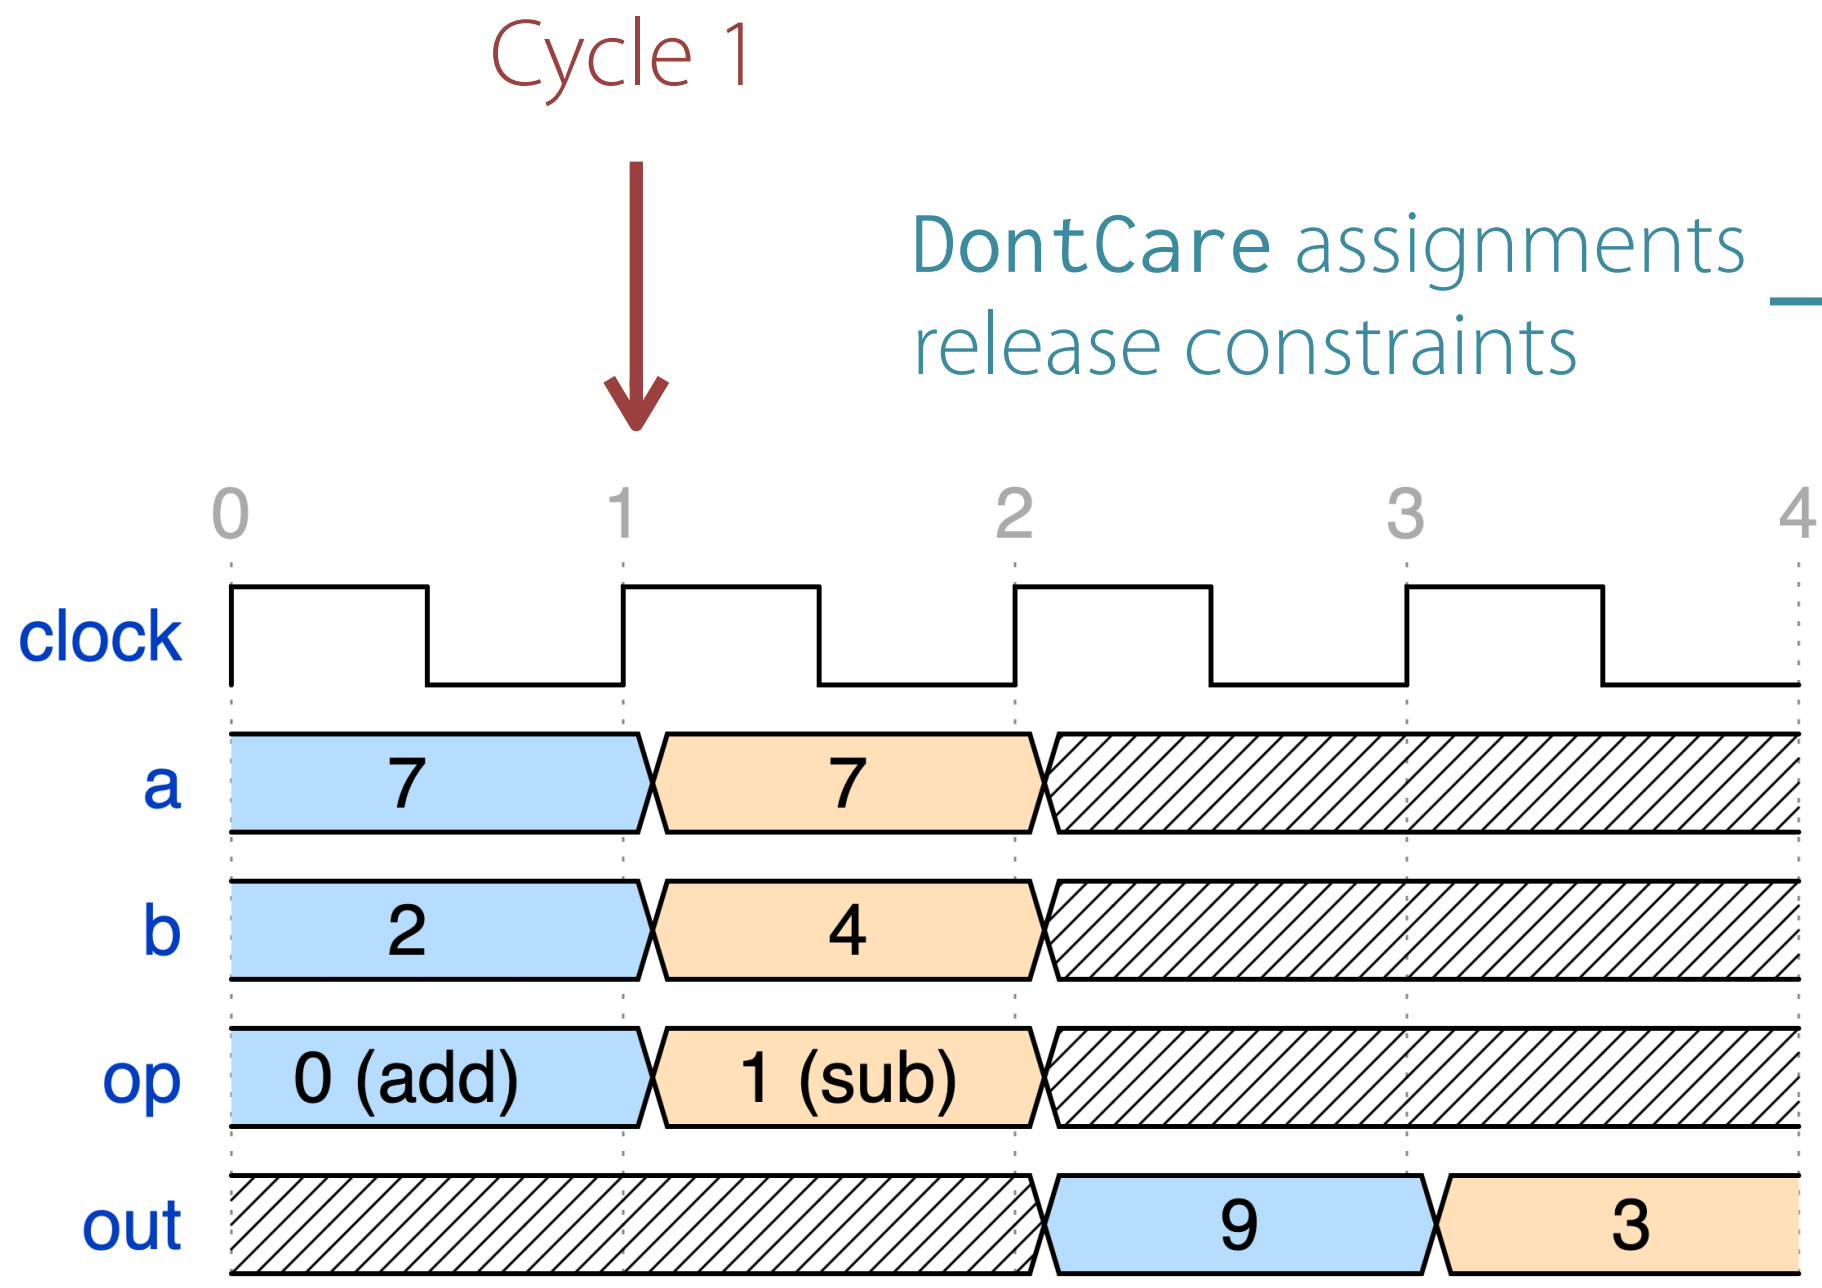 Cycle 1
DontCare assignments
release constraints
0 1 2 3 4
clock
a 7 7
b 2 4
op 0 (add) 1 (sub)
out 9 3